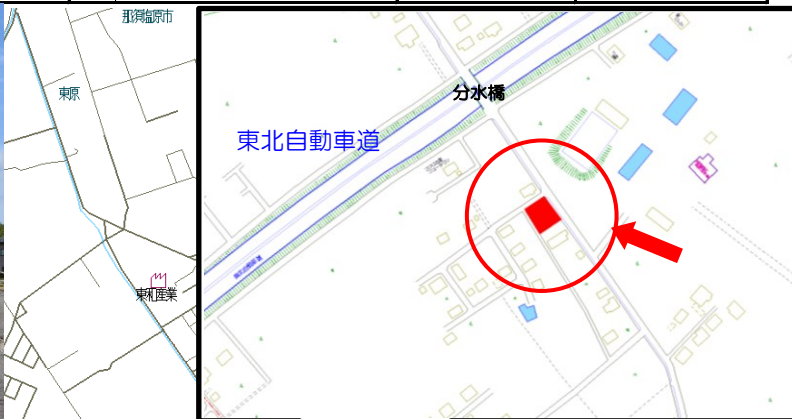 那須塩原市
東原
東和産業
分水橋
東北自動車道